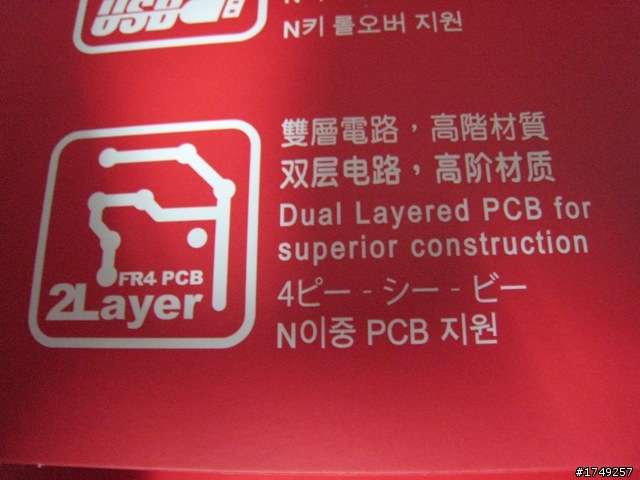 USB
N키 롤오버 지원
雙層電路，高階材質
双层电路，高阶材质
Dual Layered PCB for
superior construction
4ピー - シー - ビー
N이중 PCB 지원
FR4 PCB
2Layer
#1749257